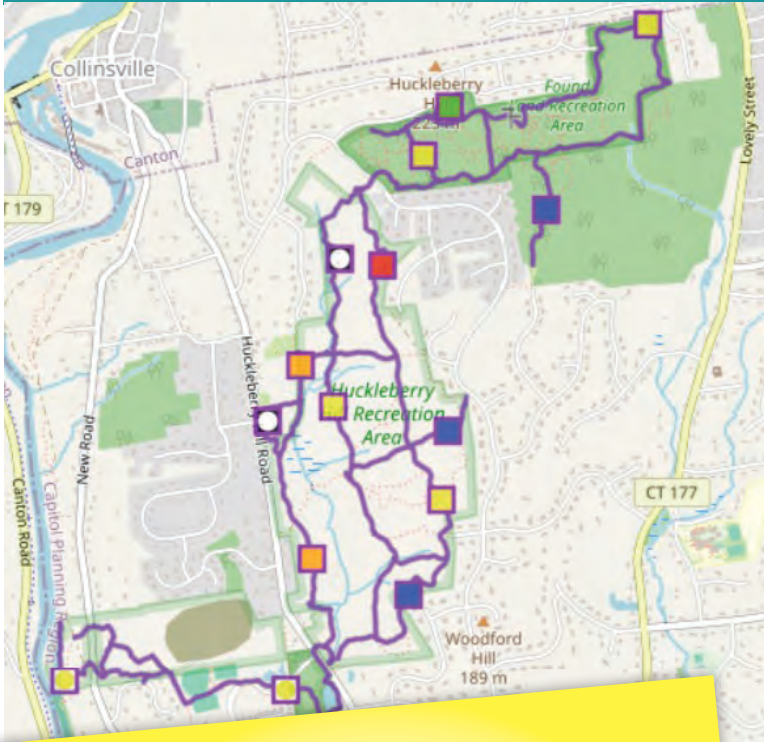 Collinsville
Huckleberry
Found
Land Recreation
Area
Canton
Lovely Street
T 179
Huckleberry Hill Road
Huckleberry
Recreation
Area
New Road
Canton Road
Capitol Planning Region
CT 177
Woodford
Hill
189 m